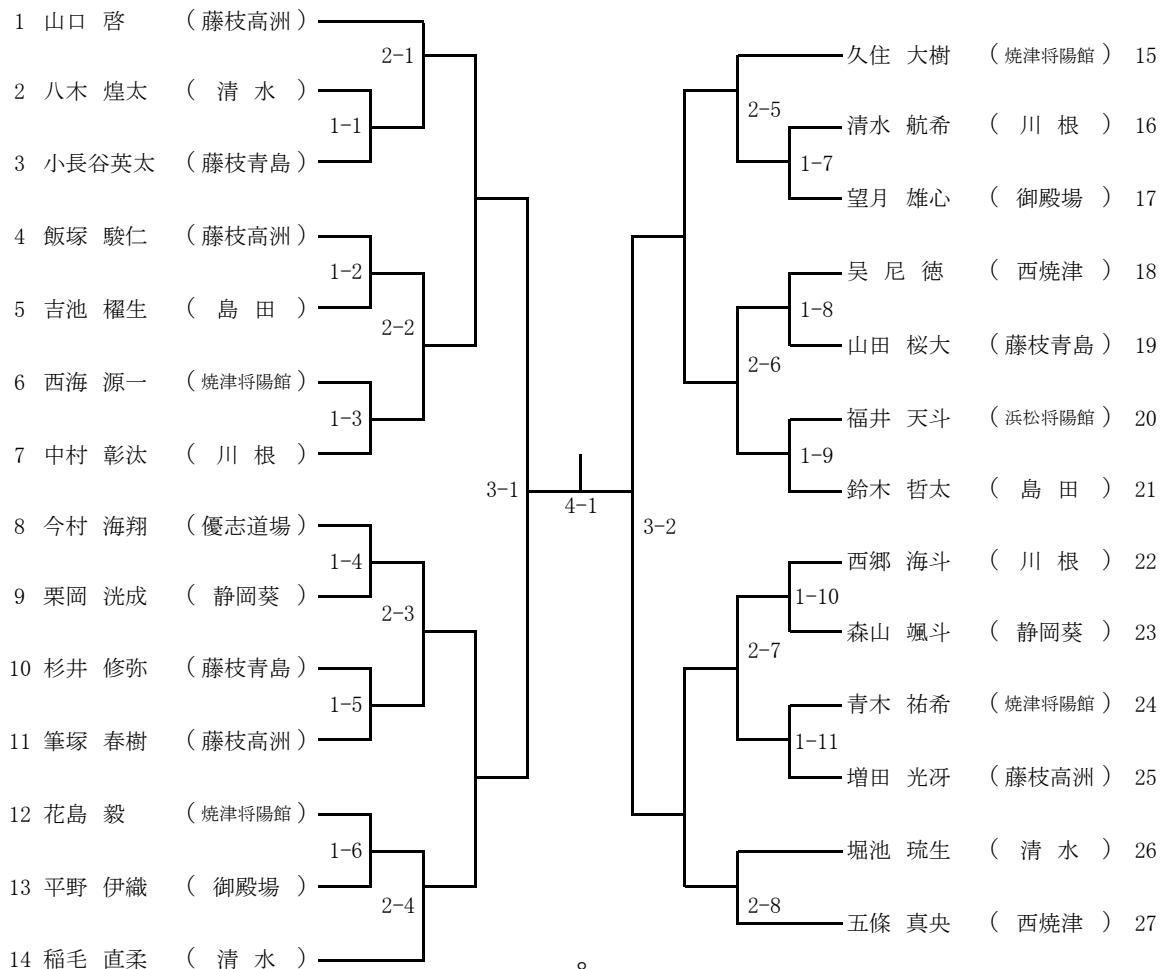 1 山口 啓 （藤枝高洲）
2-1
2 八木 煌太 （ 清 水 ）
1-1
3 小長谷英太 （藤枝青島）
4 飯塚 駿仁 （藤枝高洲）
1-2
5 吉池 櫂生 （ 島 田 ）
2-2
6 西海 源一 （焼津将陽館）
1-3
7 中村 彰汰 （ 川 根 ）
3-1
8 今村 海翔 （優志道場）
1-4
9 栗岡 洸成 （ 静岡葵 ）
2-3
10 杉井 修弥 （藤枝青島）
1-5
11 筆塚 春樹 （藤枝高洲）
12 花島 毅 （焼津将陽館）
1-6
13 平野 伊織 （ 御殿場 ）
2-4
14 稲毛 直柔 （ 清 水 ）
4-1
久住 大樹 （焼津将陽館） 15
2-5
清水 航希 （ 川 根 ） 16
1-7
望月 雄心 （ 御殿場 ） 17
吴 尼 徳 （ 西焼津 ） 18
1-8
山田 桜大 （藤枝青島） 19
2-6
福井 天斗 （浜松将陽館） 20
1-9
鈴木 哲太 （ 島 田 ） 21
3-2
西郷 海斗 （ 川 根 ） 22
1-10
森山 颯斗 （ 静岡葵 ） 23
2-7
青木 祐希 （焼津将陽館） 24
1-11
増田 光冴 （藤枝高洲） 25
堀池 琉生 （ 清 水 ） 26
2-8
五條 真央 （ 西焼津 ） 27